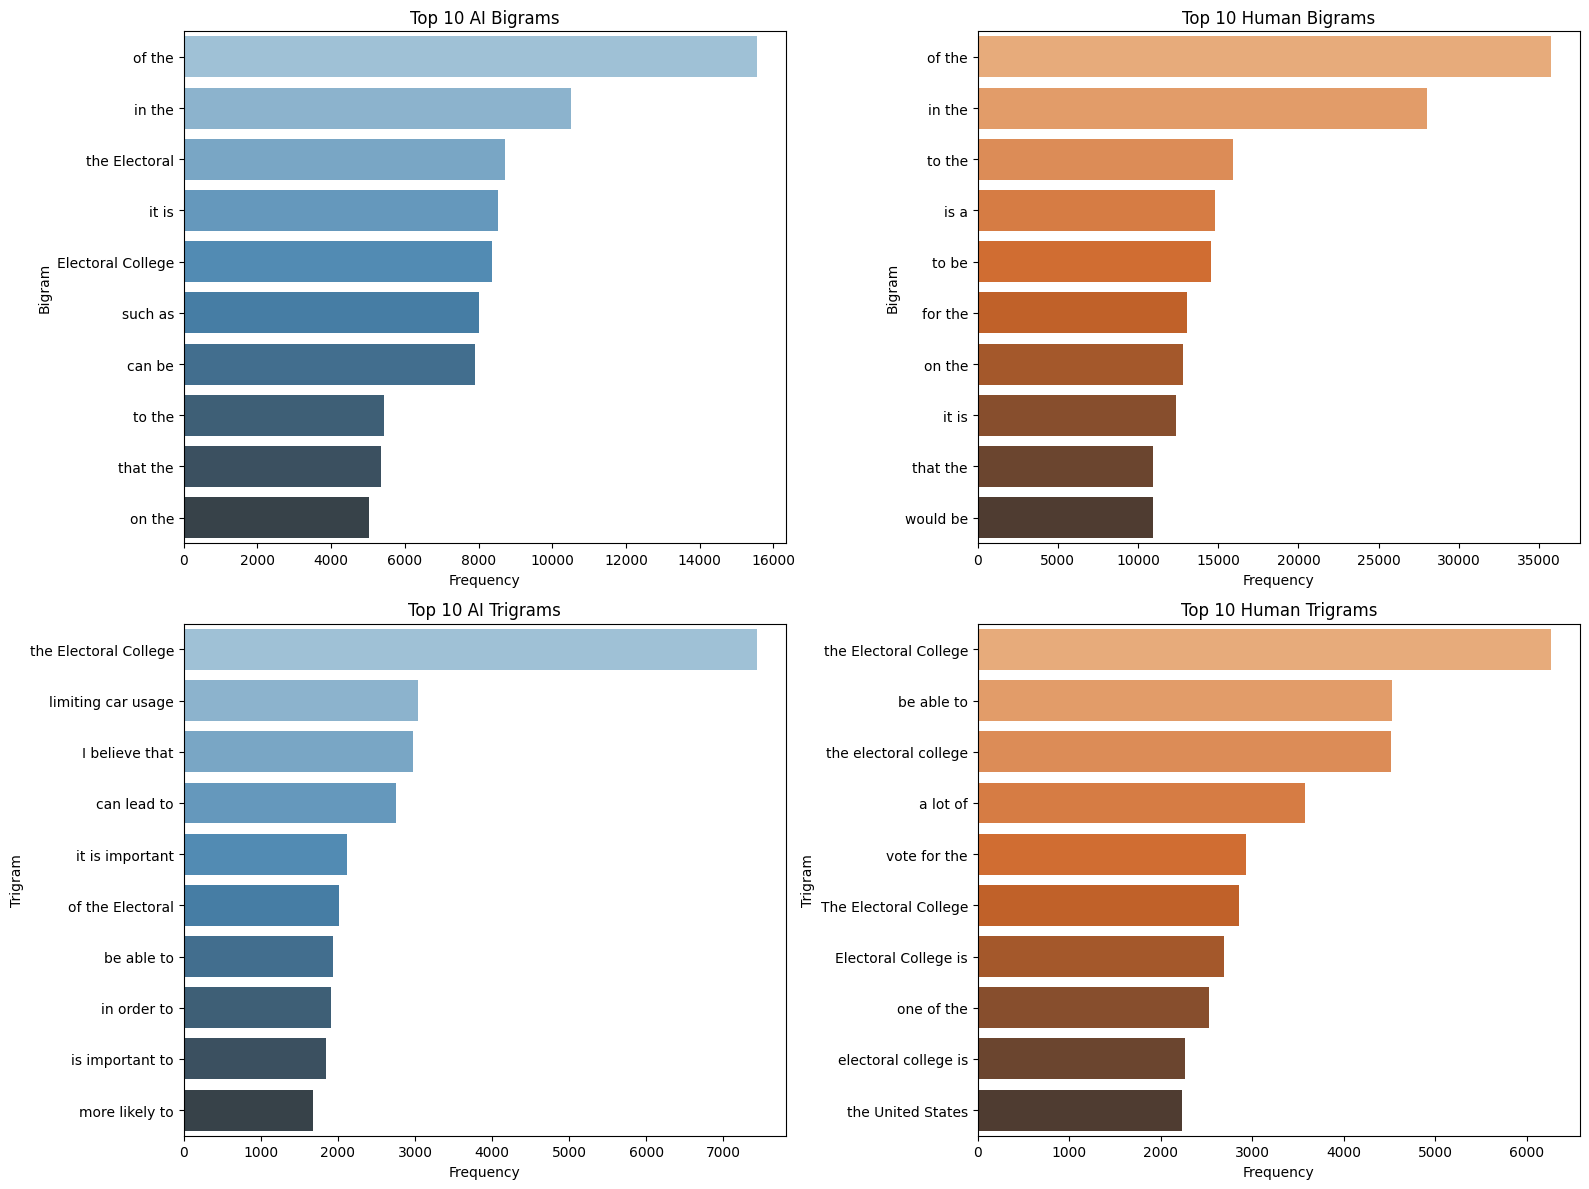 Top 10 AI Bigrams
Bigram
of the
in the
the Electoral
it is
Electoral College
such as
can be
to the
that the
on the
0 2000 4000 6000 8000 10000 12000 14000 16000
Frequency
Top 10 Human Bigrams
Bigram
of the
in the
to the
is a
to be
for the
on the
it is
that the
would be
0 5000 10000 15000 20000 25000 30000 35000
Frequency
Top 10 AI Trigrams
Trigram
the Electoral College
limiting car usage
I believe that
can lead to
it is important
of the Electoral
be able to
in order to
is important to
more likely to
0 1000 2000 3000 4000 5000 6000 7000
Frequency
Top 10 Human Trigrams
Trigram
the Electoral College
be able to
the electoral college
a lot of
vote for the
The Electoral College
Electoral College is
one of the
electoral college is
the United States
0 1000 2000 3000 4000 5000 6000
Frequency